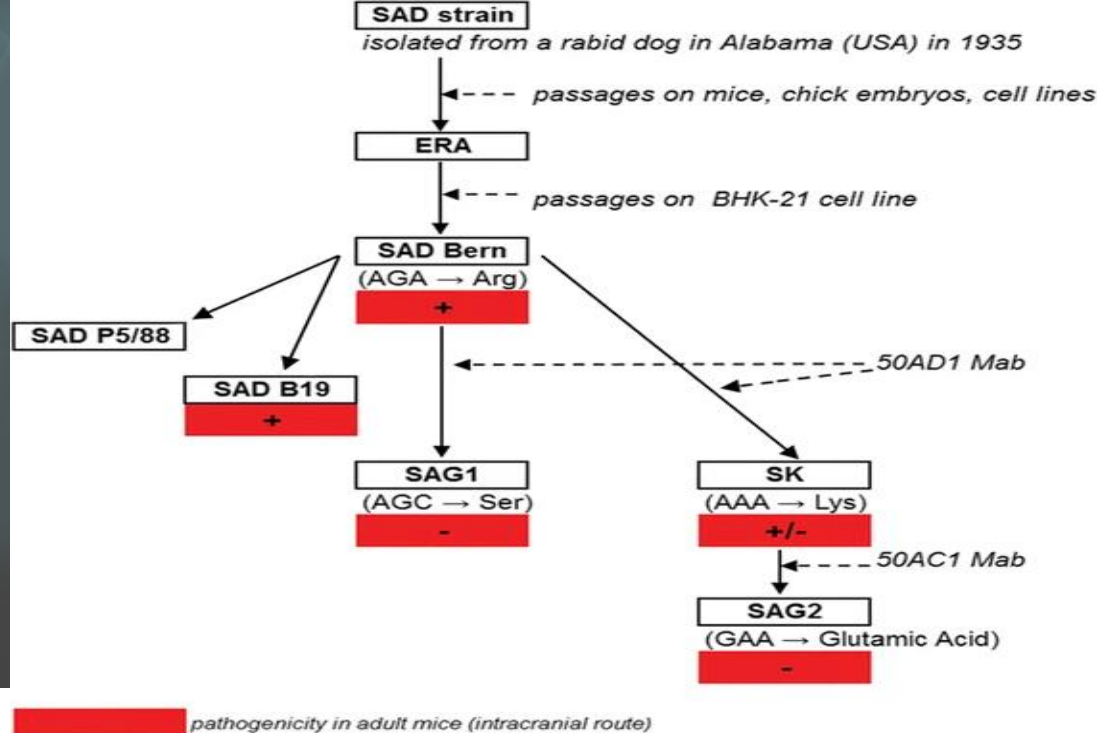 SAD strain
isolated from a rabid dog in Alabama (USA) in 1935
passages on mice, chick embryos, cell lines
ERA
passages on BHK-21 cell line
SAD Bern
(AGA → Arg)
+
SAD P5/88
50AD1 Mab
SAD B19
+
SAG1
(AGC → Ser)
-
SK
(AAA → Lys)
+/-
50AC1 Mab
SAG2
(GAA → Glutamic Acid)
-
pathogenicity in adult mice (intracranial route)